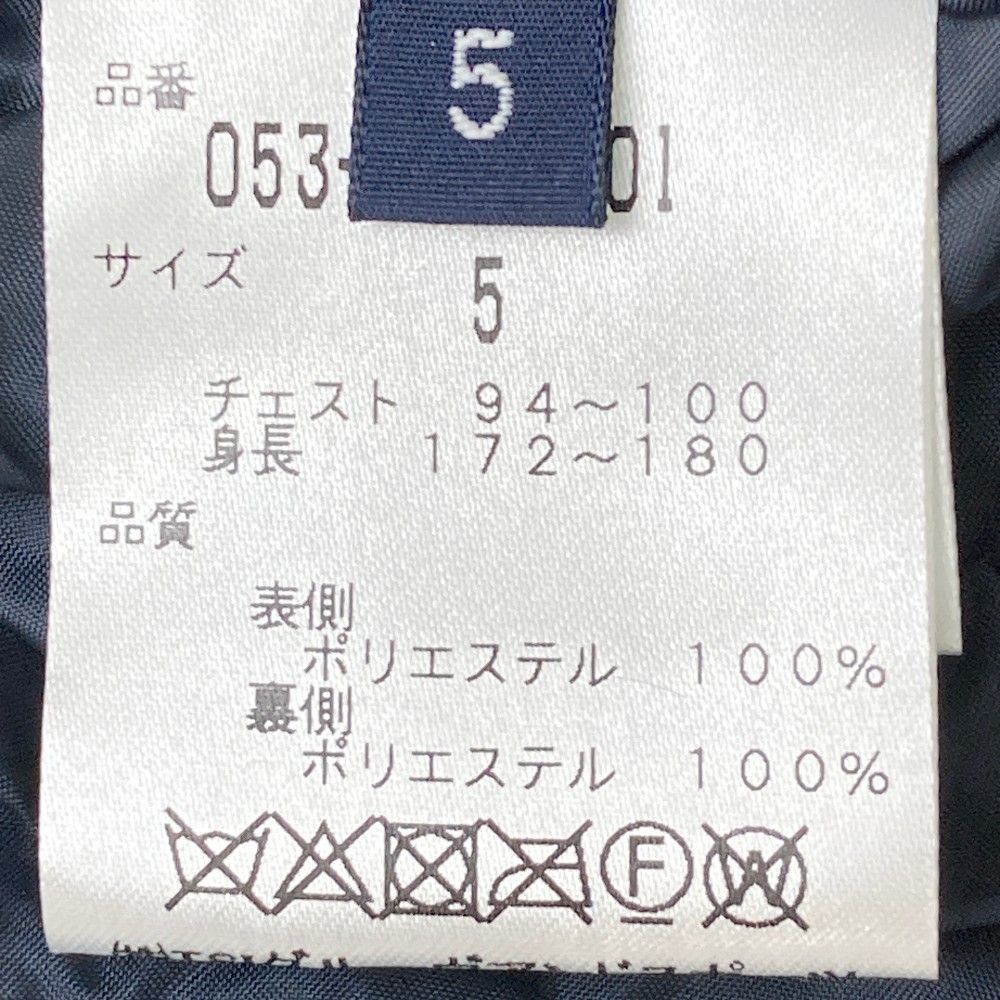 5
品番
053- 01
サイズ
5
チェスト 94～100
身長 172～180
品質
表側
ポリエステル 100%
裏側
ポリエステル 100%
F
W